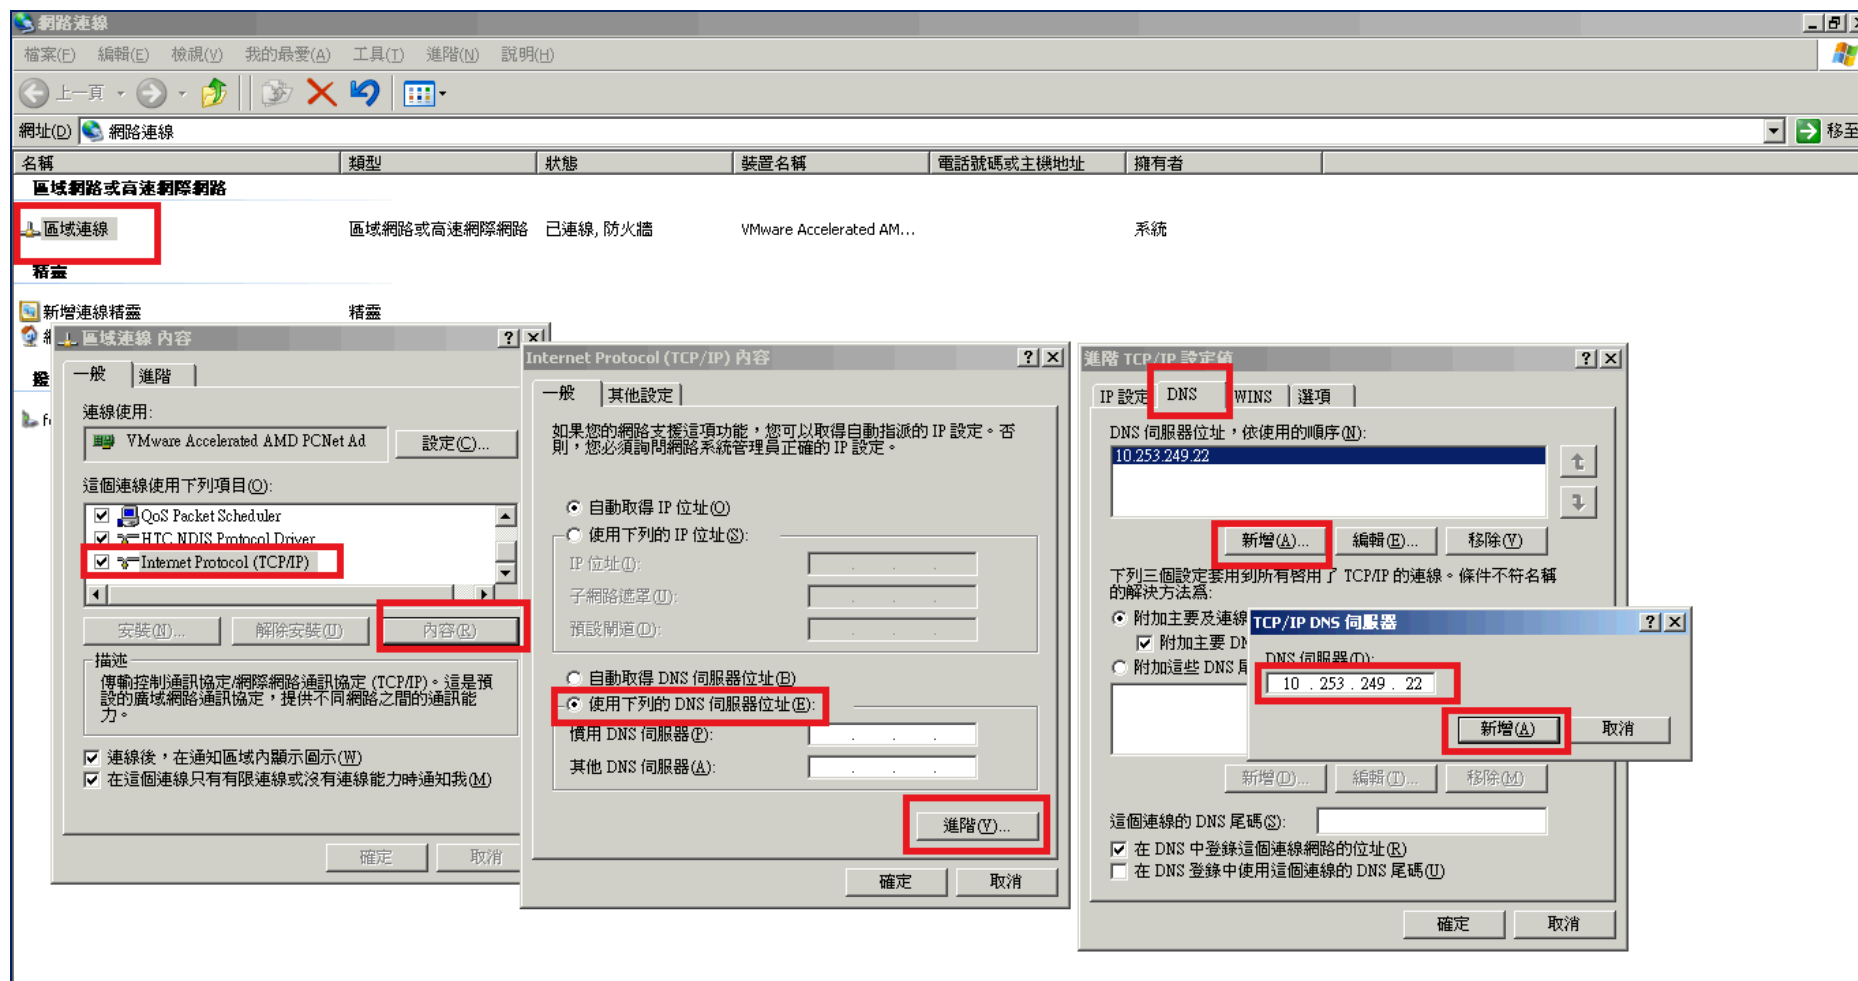 網路連線
檔案(F) 編輯(E) 檢視(V) 我的最愛(A) 工具(T) 進階(N) 說明(H)
上一頁
網址(D) 網路連線 移至
名稱 類型 狀態 裝置名稱 電話號碼或主機地址 擁有者
區域網路或高速網際網路
區域連線 區域網路或高速網際網路 已連線, 防火牆 VMware Accelerated AM... 系統
精靈
新增連線精靈 精靈
區域連線 內容
一般 進階
連線使用:
VMware Accelerated AMD PCNet Ad 設定(C)...
這個連線使用下列項目(O):
QoS Packet Scheduler
HTC NDIS Protocol Driver
Internet Protocol (TCP/IP)
安裝(N)... 解除安裝(U) 內容(R)
描述
傳輸控制通訊協定/網際網路通訊協定 (TCP/IP)。這是預
設的廣域網路通訊協定，提供不同網路之間的通訊能
力。
連線後，在通知區域內顯示圖示(W)
在這個連線只有有限連線或沒有連線能力時通知我(M)
確定 取消
Internet Protocol (TCP/IP) 內容
一般 其他設定
如果您的網路支援這項功能，您可以取得自動指派的 IP 設定。否
則，您必須詢問網路系統管理員正確的 IP 設定。
自動取得 IP 位址(O)
使用下列的 IP 位址(S):
IP 位址(I):
子網路遮罩(U):
預設閘道(D):
自動取得 DNS 伺服器位址(B)
使用下列的 DNS 伺服器位址(E):
慣用 DNS 伺服器(P):
其他 DNS 伺服器(A):
進階(V)...
確定 取消
進階 TCP/IP 設定值
IP 設定 DNS WINS 選項
DNS 伺服器位址，依使用的順序(N):
10.253.249.22
新增(A)... 編輯(E)... 移除(V)
下列三個設定套用到所有啓用了 TCP/IP 的連線。條件不符名稱
的解決方法為:
附加主要及連線
附加主要 DN
附加這些 DNS 尾
新增(D)... 編輯(T)... 移除(M)
這個連線的 DNS 尾碼(S):
在 DNS 中登錄這個連線網路的位址(R)
在 DNS 登錄中使用這個連線的 DNS 尾碼(U)
確定 取消
TCP/IP DNS 伺服器
DNS 伺服器(D):
10 . 253 . 249 . 22
新增(A) 取消